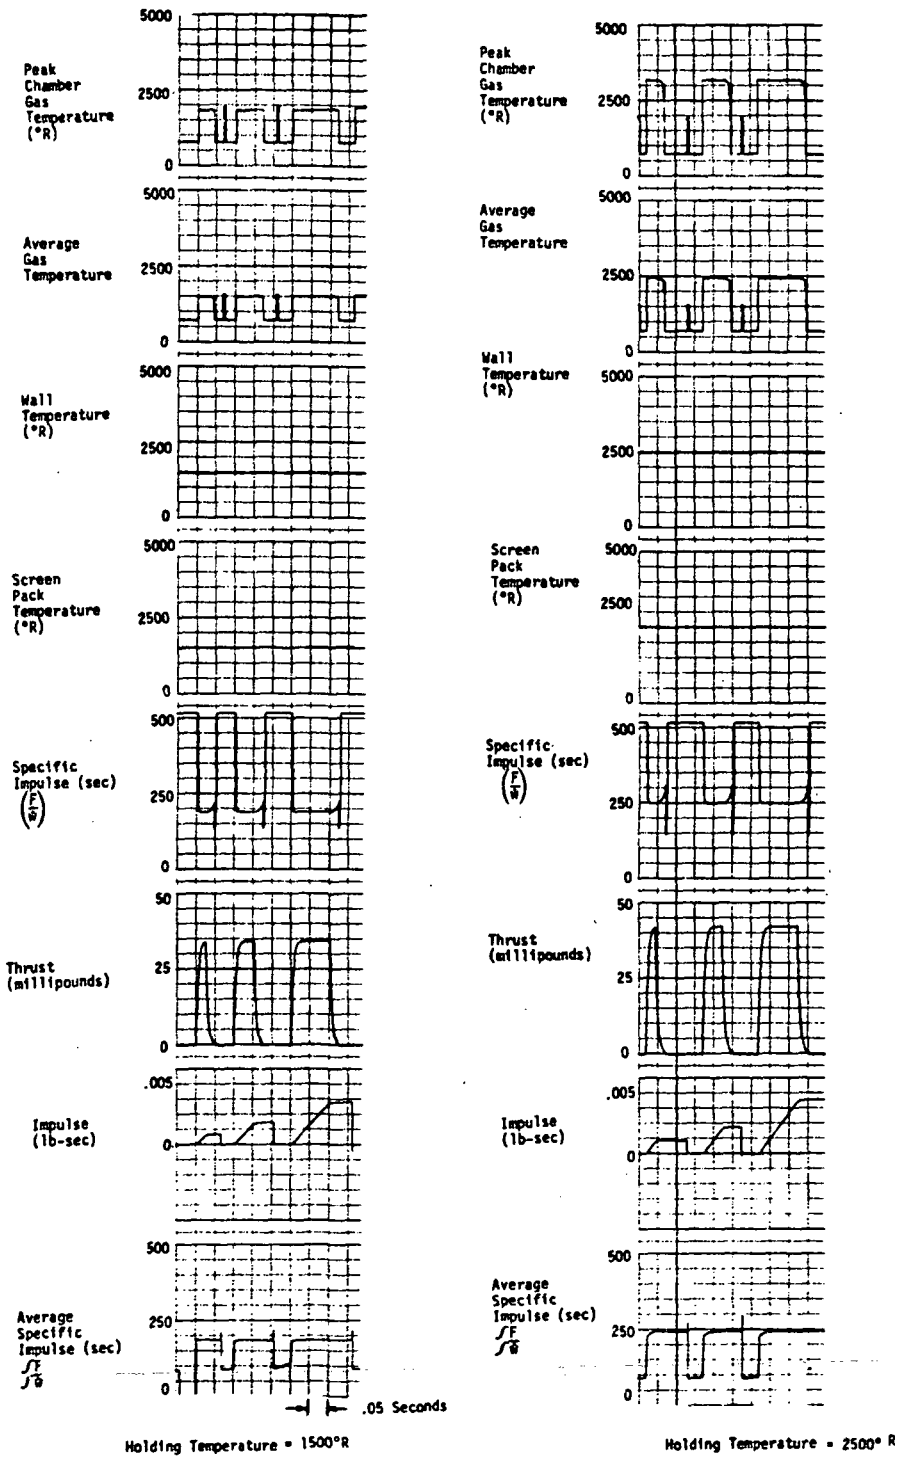 5000
Peak
Chamber
Gas
Temperature
(°R)
2500
0
5000
Average
Gas
Temperature
2500
0
5000
Wall
Temperature
(°R)
2500
0
5000
Screen
Pack
Temperature
(°R)
2500
0
500
Specific
Impulse (sec)
250
0
50
Thrust
(millipounds)
25
0
.005
Impulse
(lb-sec)
0
500
250
Average
Specific
Impulse (sec)
∫F
∫Ẇ
0
.05 Seconds
Holding Temperature = 1500°R
5000
Peak
Chamber
Gas
Temperature
(°R)
2500
0
5000
Average
Gas
Temperature
2500
0
Wall
Temperature
(°R)
5000
2500
0
Screen
Pack
Temperature
(°R)
5000
2500
0
500
Specific
Impulse (sec)
250
0
50
Thrust
(millipounds)
25
0
.005
Impulse
(lb-sec)
0
500
Average
Specific
Impulse (sec)
250
∫F
∫Ẇ
0
Holding Temperature = 2500° R